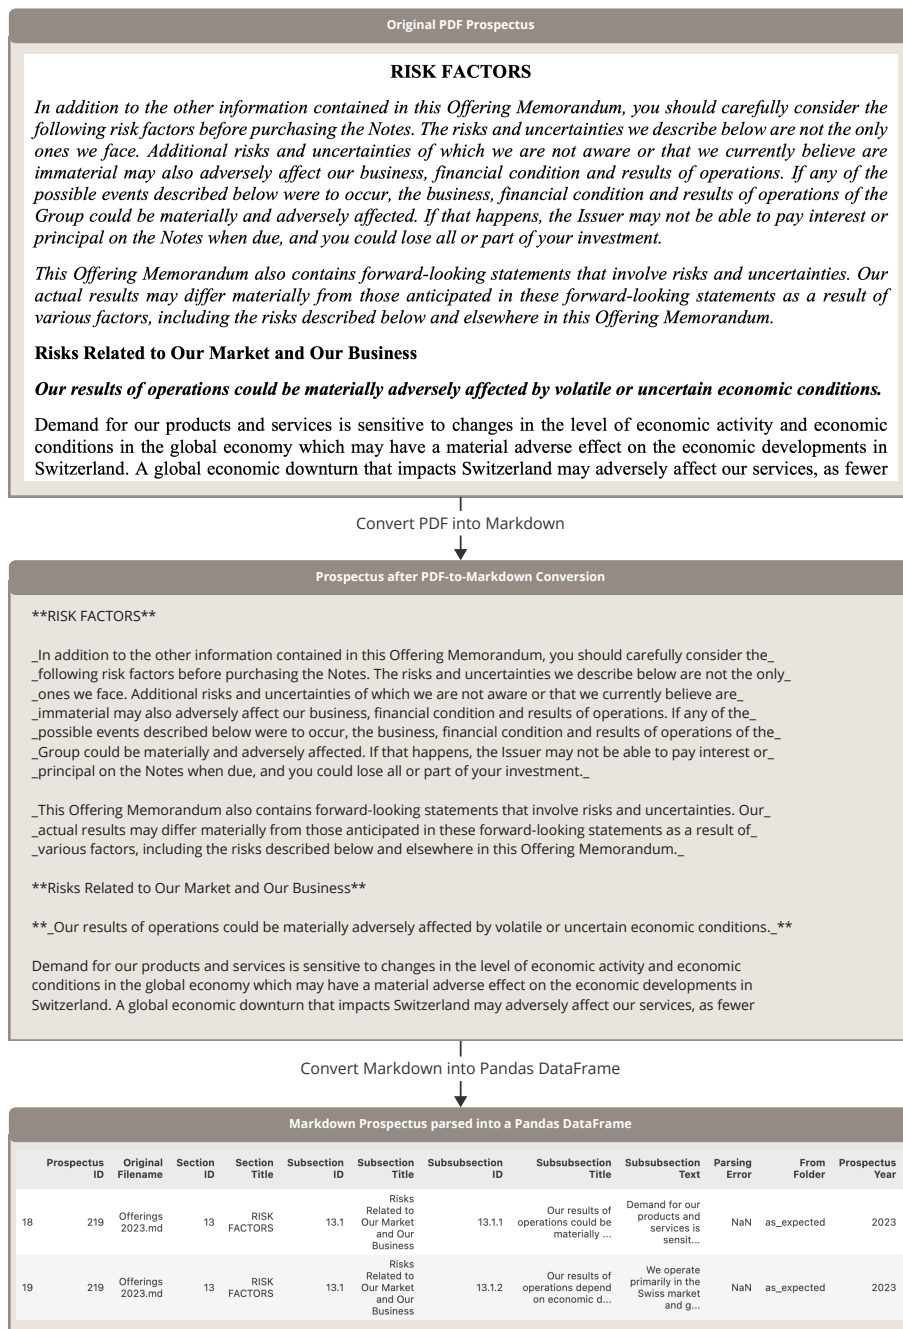 Original PDF Prospectus
RISK FACTORS
In addition to the other information contained in this Offering Memorandum, you should carefully consider the
following risk factors before purchasing the Notes. The risks and uncertainties we describe below are not the only
ones we face. Additional risks and uncertainties of which we are not aware or that we currently believe are
immaterial may also adversely affect our business, financial condition and results of operations. If any of the
possible events described below were to occur, the business, financial condition and results of operations of the
Group could be materially and adversely affected. If that happens, the Issuer may not be able to pay interest or
principal on the Notes when due, and you could lose all or part of your investment.
This Offering Memorandum also contains forward-looking statements that involve risks and uncertainties. Our
actual results may differ materially from those anticipated in these forward-looking statements as a result of
various factors, including the risks described below and elsewhere in this Offering Memorandum.
Risks Related to Our Market and Our Business
Our results of operations could be materially adversely affected by volatile or uncertain economic conditions.
Demand for our products and services is sensitive to changes in the level of economic activity and economic
conditions in the global economy which may have a material adverse effect on the economic developments in
Switzerland. A global economic downturn that impacts Switzerland may adversely affect our services, as fewer
Convert PDF into Markdown
Prospectus after PDF-to-Markdown Conversion
**RISK FACTORS**
_In addition to the other information contained in this Offering Memorandum, you should carefully consider the_
_following risk factors before purchasing the Notes. The risks and uncertainties we describe below are not the only_
_ones we face. Additional risks and uncertainties of which we are not aware or that we currently believe are_
_immaterial may also adversely affect our business, financial condition and results of operations. If any of the_
_possible events described below were to occur, the business, financial condition and results of operations of the_
_Group could be materially and adversely affected. If that happens, the Issuer may not be able to pay interest or_
_principal on the Notes when due, and you could lose all or part of your investment._
_This Offering Memorandum also contains forward-looking statements that involve risks and uncertainties. Our_
_actual results may differ materially from those anticipated in these forward-looking statements as a result of_
_various factors, including the risks described below and elsewhere in this Offering Memorandum._
**Risks Related to Our Market and Our Business**
**_Our results of operations could be materially adversely affected by volatile or uncertain economic conditions._**
Demand for our products and services is sensitive to changes in the level of economic activity and economic
conditions in the global economy which may have a material adverse effect on the economic developments in
Switzerland. A global economic downturn that impacts Switzerland may adversely affect our services, as fewer
Convert Markdown into Pandas DataFrame
Markdown Prospectus parsed into a Pandas DataFrame
Prospectus Original Section Section Subsection Subsection Subsubsection Subsubsection Subsubsection Parsing From Prospectus
ID Filename ID Title ID Title ID Title Text Error Folder Year
Risks
Related to Our results of Demand for our
18 219 Offerings 13 RISK 13.1 Our Market 13.1.1 operations could be products and NaN as_expected 2023
2023.md FACTORS and Our materially ... services is
Business sensit...
Risks
Related to Our results of We operate
19 219 Offerings 13 RISK 13.1 Our Market 13.1.2 operations depend primarily in the NaN as_expected 2023
2023.md FACTORS and Our on economic d... Swiss market
Business and g...